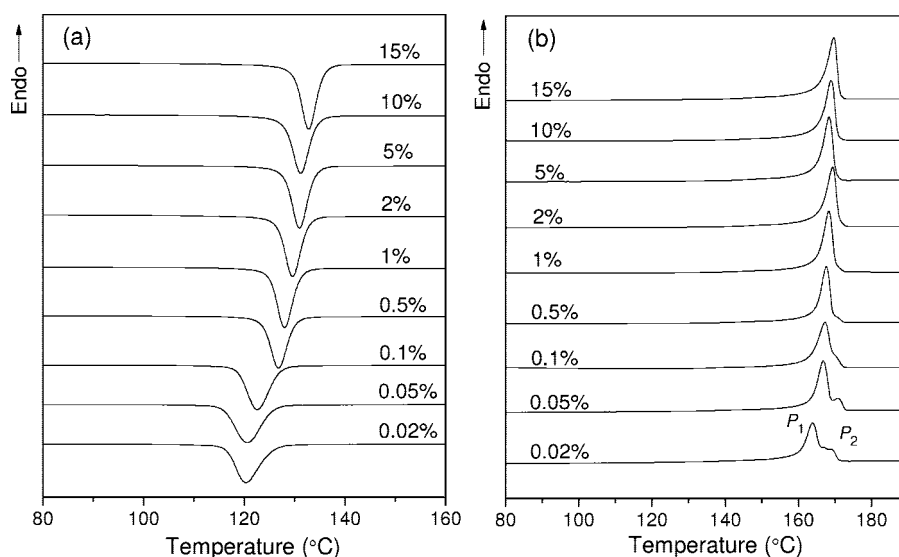 Endo
(a)
15%
10%
5%
2%
1%
0.5%
0.1%
0.05%
0.02%
80 100 120 140 160
Temperature (°C)
Endo
(b)
15%
10%
5%
2%
1%
0.5%
0.1%
0.05%
0.02%
P1 P2
80 100 120 140 160 180
Temperature (°C)